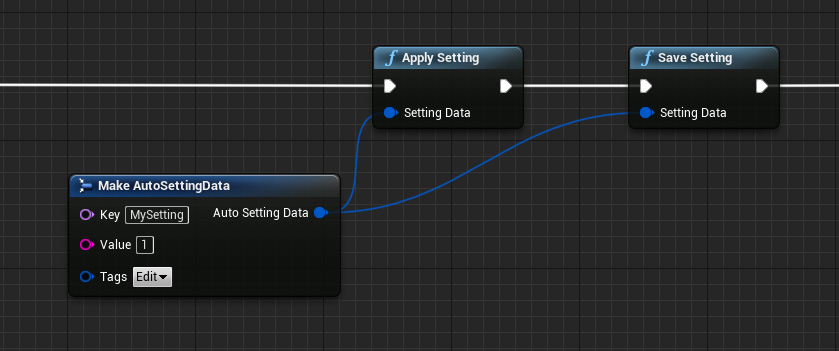 Apply Setting
Setting Data
Save Setting
Setting Data
Make AutoSettingData
Key MySetting
Auto Setting Data
Value 1
Tags Edit